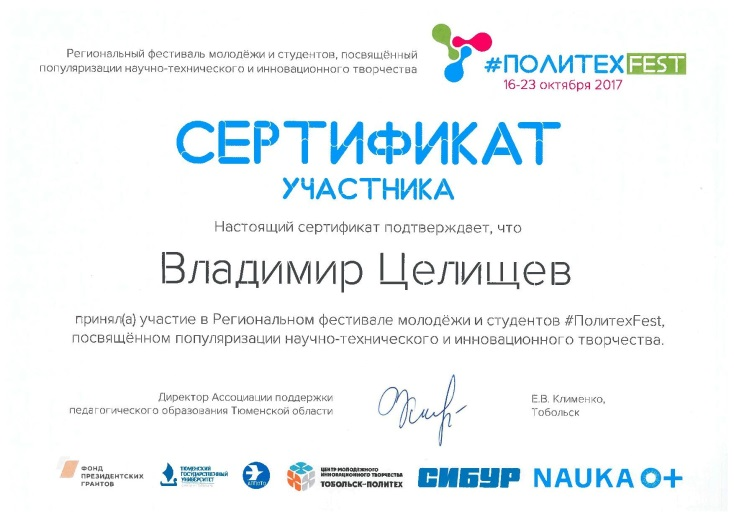 Региональный фестиваль молодёжи и студентов, посвящённый
популяризации научно-технического и инновационного творчества
#ПОЛИТЕХFEST
16-23 октября 2017
СЕРТИФИКАТ
УЧАСТНИКА
Настоящий сертификат подтверждает, что
Владимир Целищев
принял(а) участие в Региональном фестивале молодёжи и студентов #ПолитехFest,
посвящённом популяризации научно-технического и инновационного творчества.
Директор Ассоциации поддержки
педагогического образования Тюменской области
Е.В. Клименко,
Тобольск
ФОНД
ПРЕЗИДЕНТСКИХ
ГРАНТОВ
ТЮМЕНСКИЙ
ГОСУДАРСТВЕННЫЙ
УНИВЕРСИТЕТ
ЦЕНТР МОЛОДЕЖНОГО
ИННОВАЦИОННОГО ТВОРЧЕСТВА
ТОБОЛЬСК-ПОЛИТЕХ
СИБУР
NAUKA 0+